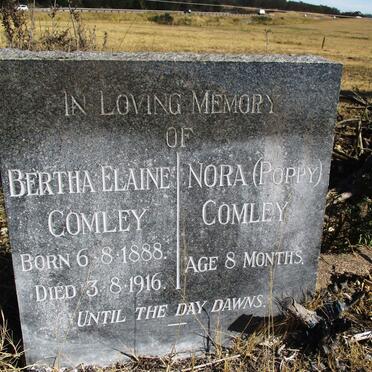 IN LOVING MEMORY
OF
BERTHA ELAINE
COMLEY
BORN 6·8·1888.
DIED 3·8·1916.
NORA (POPPY)
COMLEY
AGE 8 MONTHS.
UNTIL THE DAY DAWNS.